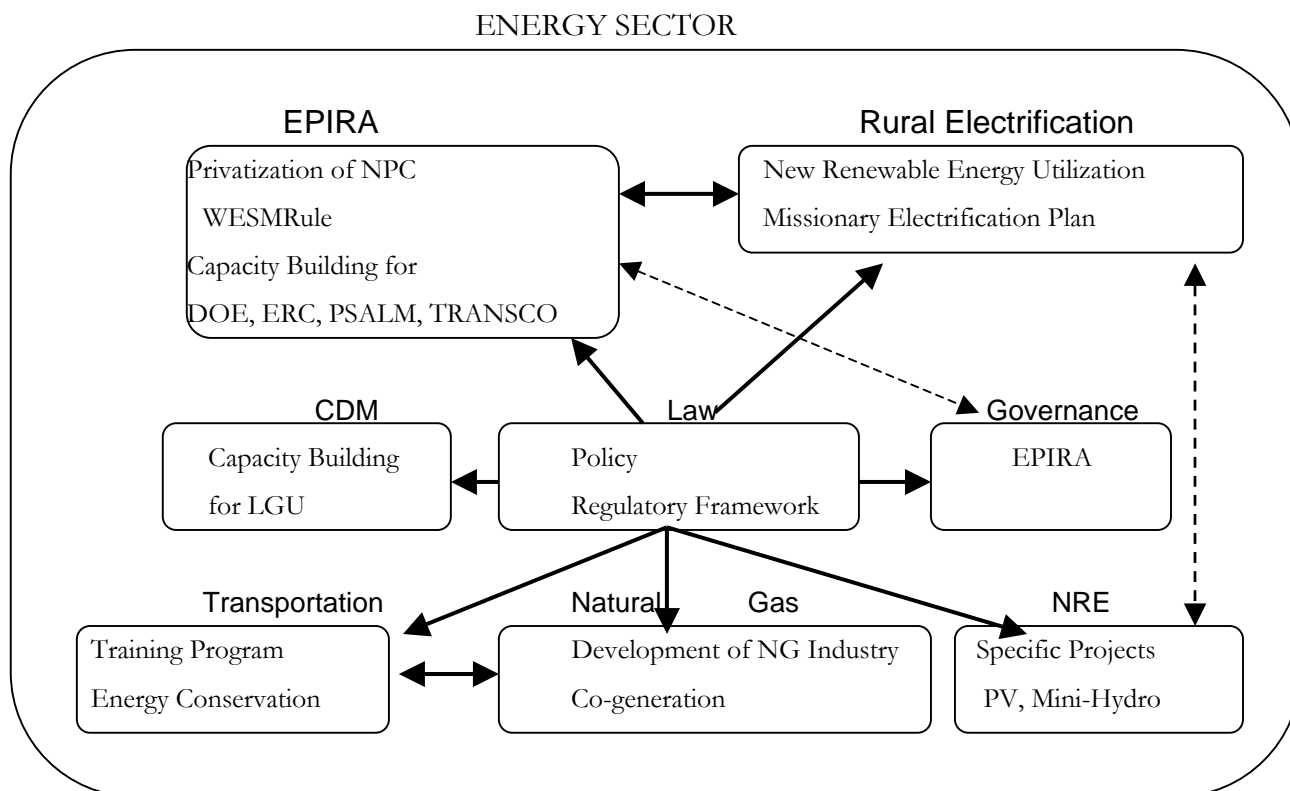 ENERGY SECTOR
EPIRA
Privatization of NPC
WESMRule
Capacity Building for
DOE, ERC, PSALM, TRANSCO
Rural Electrification
New Renewable Energy Utilization
Missionary Electrification Plan
CDM
Capacity Building
for LGU
Law
Policy
Regulatory Framework
Governance
EPIRA
Transportation
Training Program
Energy Conservation
Natural Gas
Development of NG Industry
Co-generation
NRE
Specific Projects
PV, Mini-Hydro